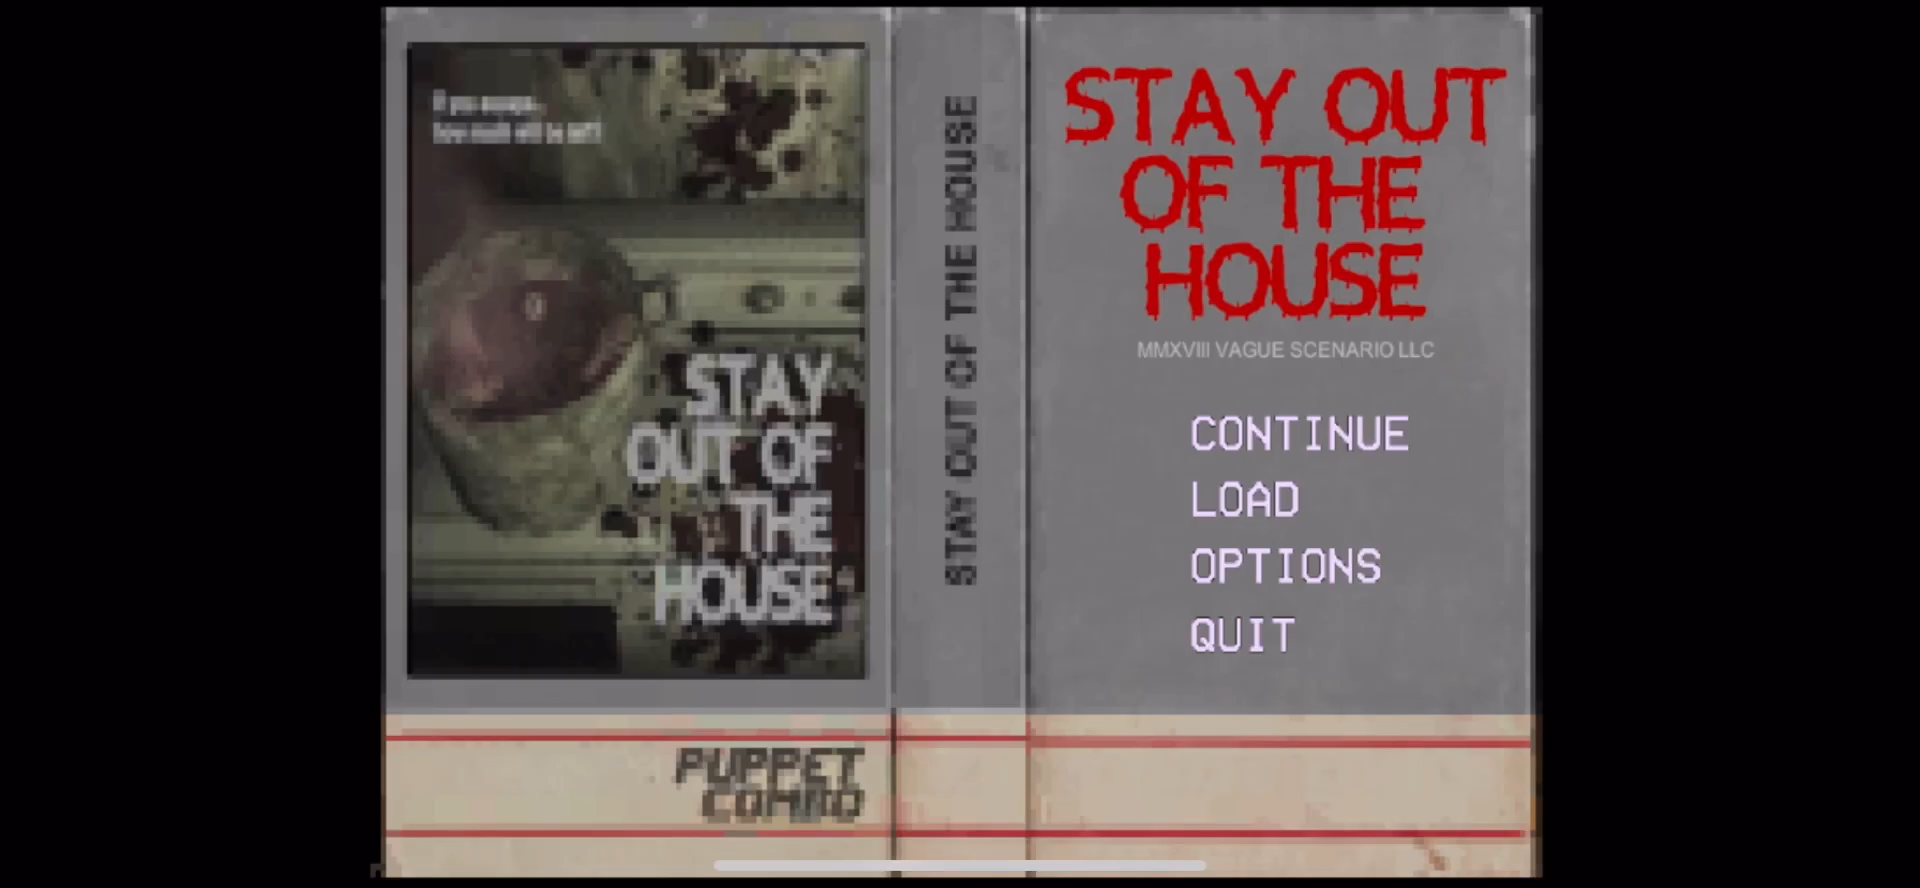 STAY
OUT OF
THE
HOUSE
PUPPET
COMBO
STAY OUT OF THE HOUSE
STAY OUT
OF THE
HOUSE
MMXVIII VAGUE SCENARIO LLC
CONTINUE
LOAD
OPTIONS
QUIT